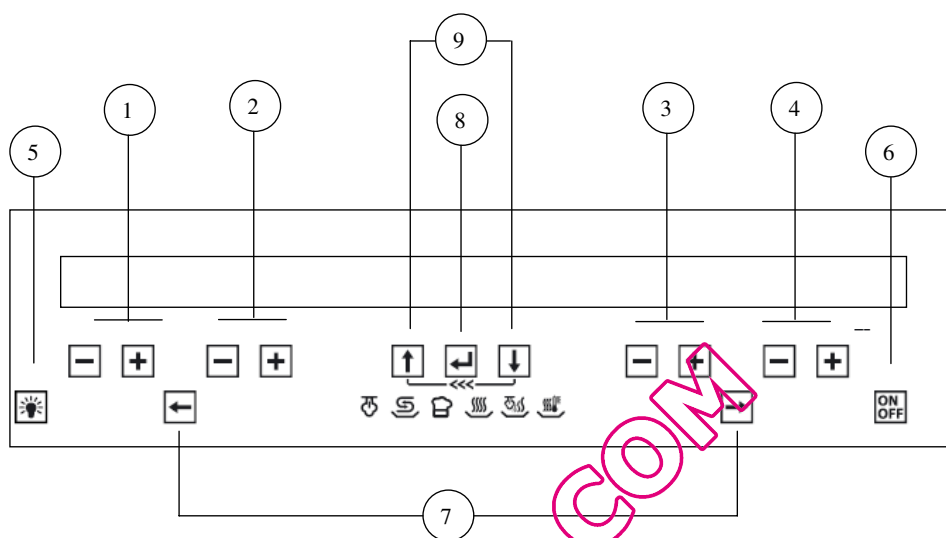 9
1 2 8 3 4
5 6
− + − + ↑ ↵ ↓ − + − +
<<<
← → ON
OFF
7
COM